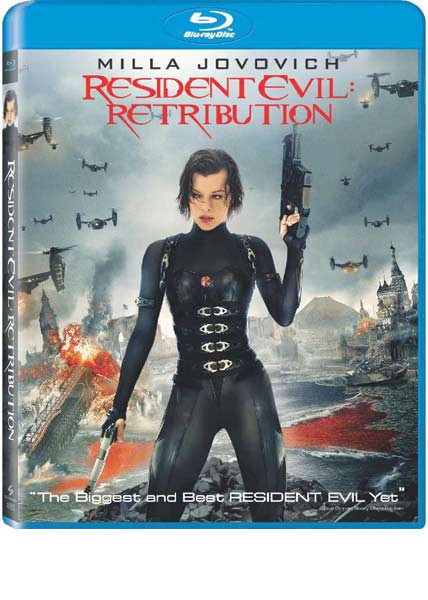 Blu-ray Disc
MILLA JOVOVICH
RESIDENT EVIL:
RETRIBUTION
RESIDENT EVIL: RETRIBUTION
"The Biggest and Best RESIDENT EVIL Yet"